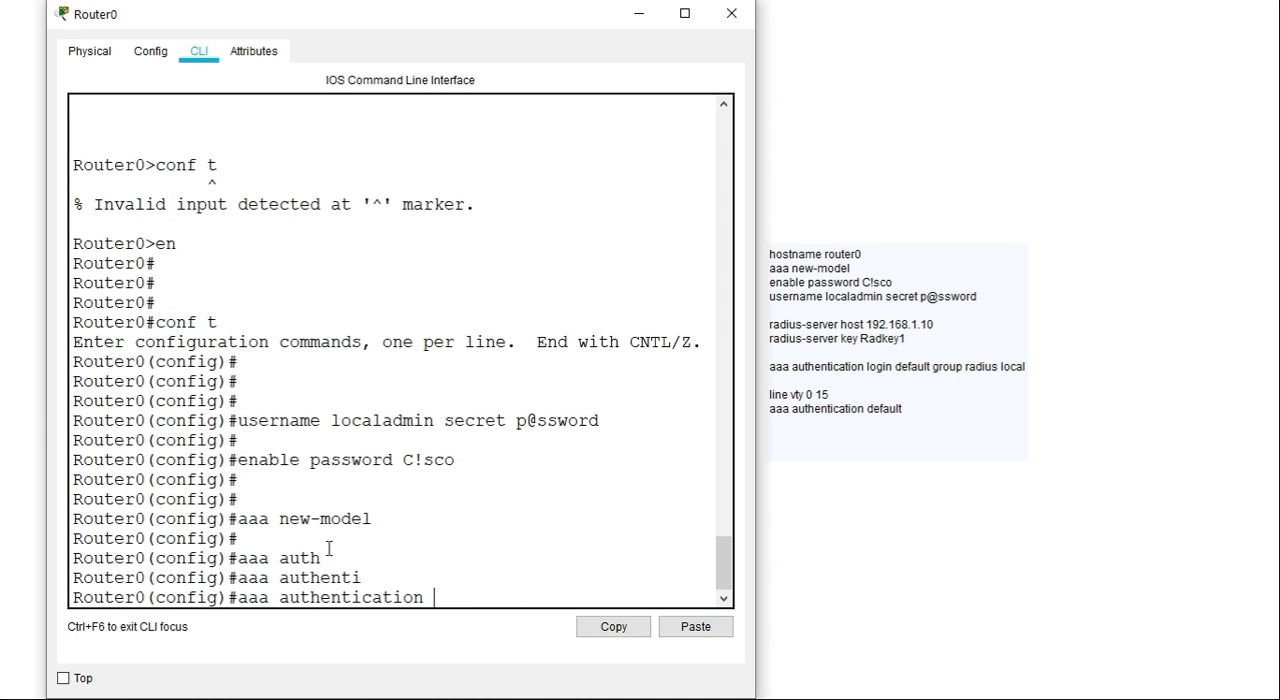 Router0
Physical
Config
CLI
Attributes
IOS Command Line Interface
Router0>conf t
^
% Invalid input detected at '^' marker.
Router0>en
Router0#
Router0#
Router0#
Router0#conf t
Enter configuration commands, one per line.  End with CNTL/Z.
Router0(config)#
Router0(config)#
Router0(config)#
Router0(config)#username localadmin secret p@ssword
Router0(config)#
Router0(config)#enable password C!sco
Router0(config)#
Router0(config)#
Router0(config)#aaa new-model
Router0(config)#
Router0(config)#aaa auth
Router0(config)#aaa authenti
Router0(config)#aaa authentication
Ctrl+F6 to exit CLI focus
Copy
Paste
Top
hostname router0
aaa new-model
enable password C!sco
username localadmin secret p@ssword
radius-server host 192.168.1.10
radius-server key Radkey1
aaa authentication login default group radius local
line vty 0 15
aaa authentication default